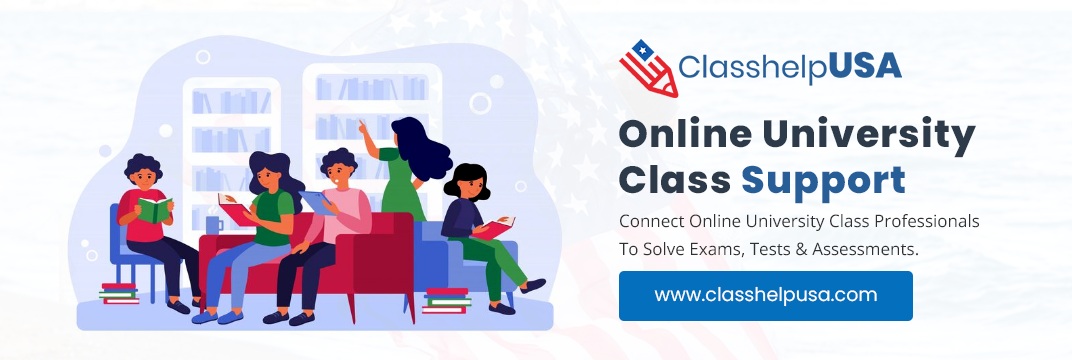 ClasshelpUSA
Online University
Class Support
Connect Online University Class Professionals
To Solve Exams, Tests & Assessments.
www.classhelpusa.com